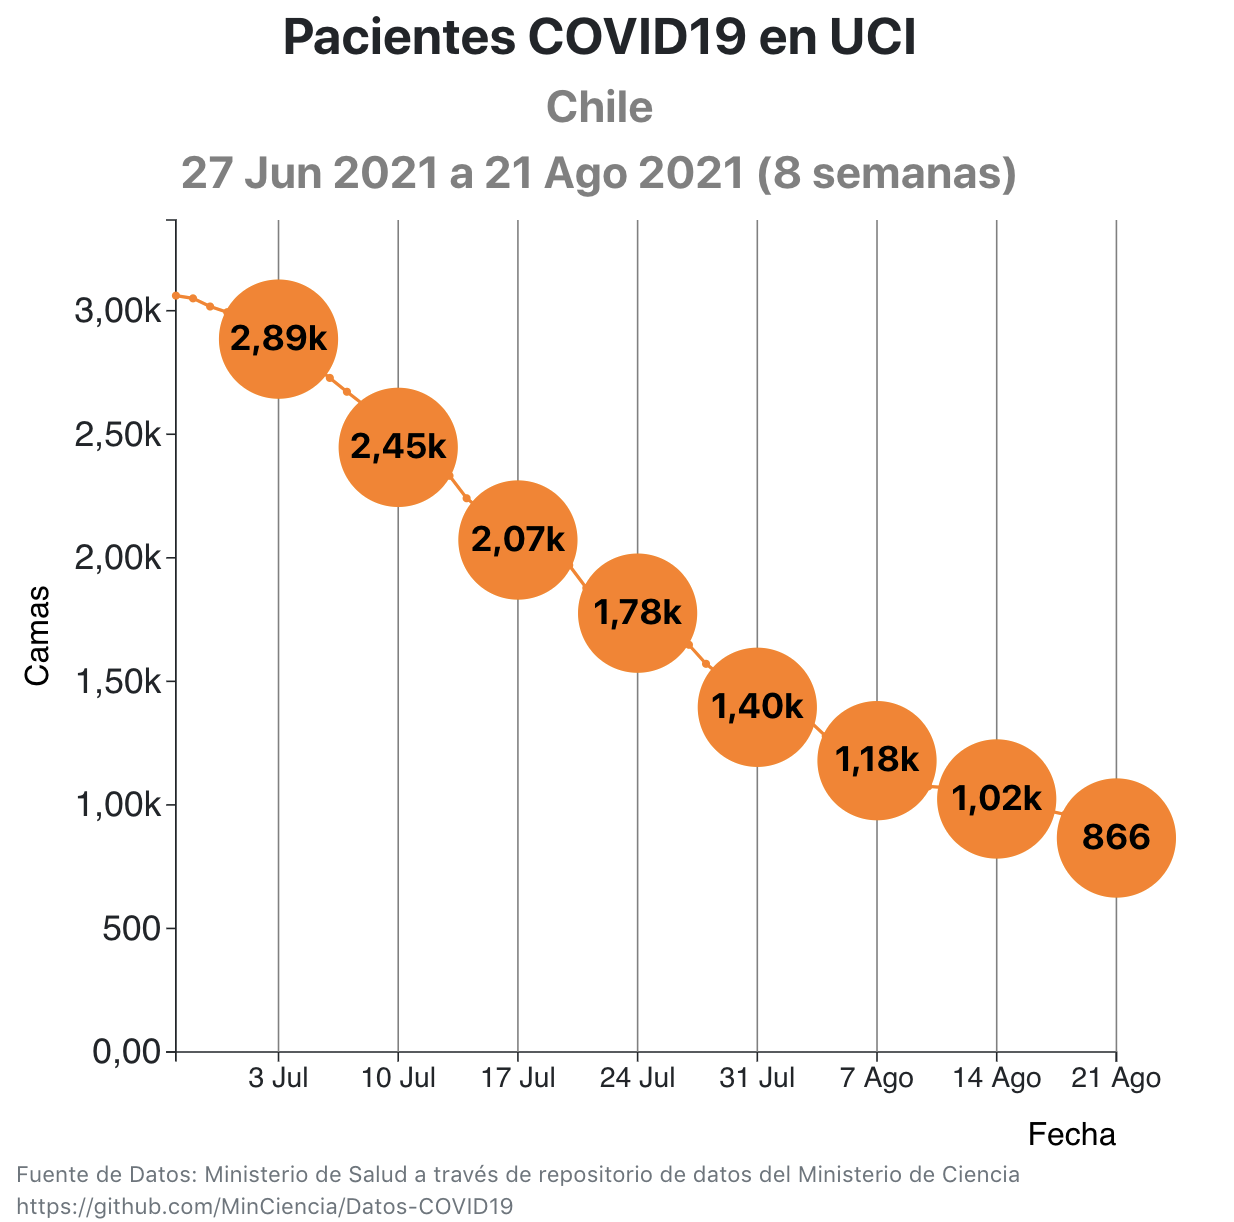 Pacientes COVID19 en UCI
Chile
27 Jun 2021 a 21 Ago 2021 (8 semanas)
3,00k
2,50k
2,00k
1,50k
1,00k
500
0,00
Camas
2,89k
2,45k
2,07k
1,78k
1,40k
1,18k
1,02k
866
3 Jul
10 Jul
17 Jul
24 Jul
31 Jul
7 Ago
14 Ago
21 Ago
Fecha
Fuente de Datos: Ministerio de Salud a través de repositorio de datos del Ministerio de Ciencia
https://github.com/MinCiencia/Datos-COVID19